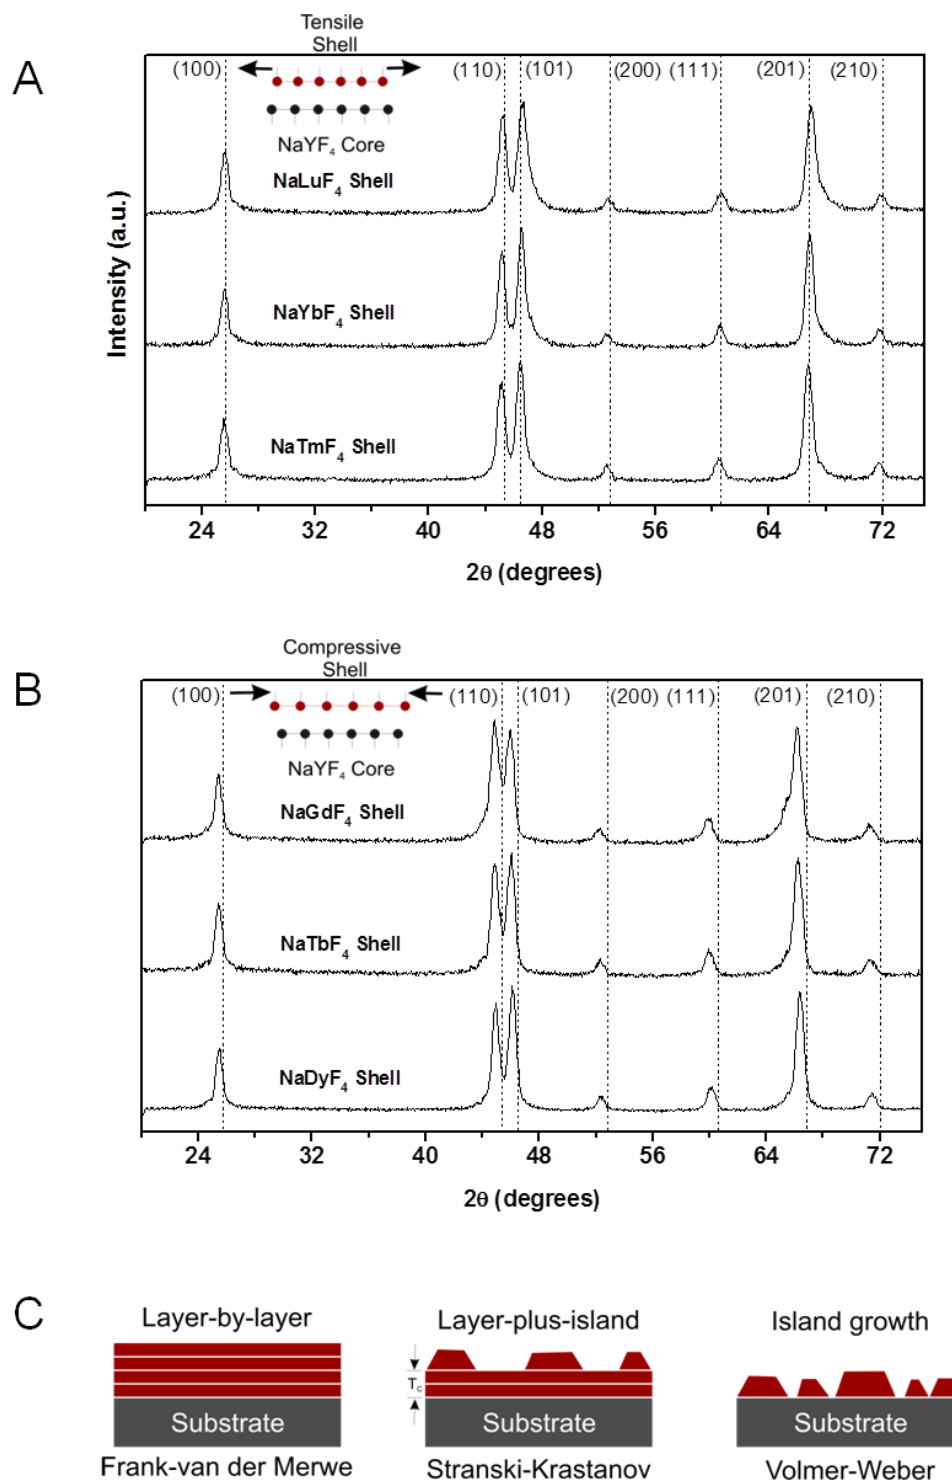 A
Tensile
Shell
(100)
(110)
(101)
(200)
(111)
(201)
(210)
NaYF₄ Core
NaLuF₄ Shell
NaYbF₄ Shell
NaTmF₄ Shell
Intensity (a.u.)
24 32 40 48 56 64 72
2θ (degrees)
B
Compressive
Shell
(100)
(110)
(101)
(200)
(111)
(201)
(210)
NaYF₄ Core
NaGdF₄ Shell
NaTbF₄ Shell
NaDyF₄ Shell
24 32 40 48 56 64 72
2θ (degrees)
C
Layer-by-layer
Substrate
Frank-van der Merwe
Layer-plus-island
T꜀
Substrate
Stranski-Krastanov
Island growth
Substrate
Volmer-Weber